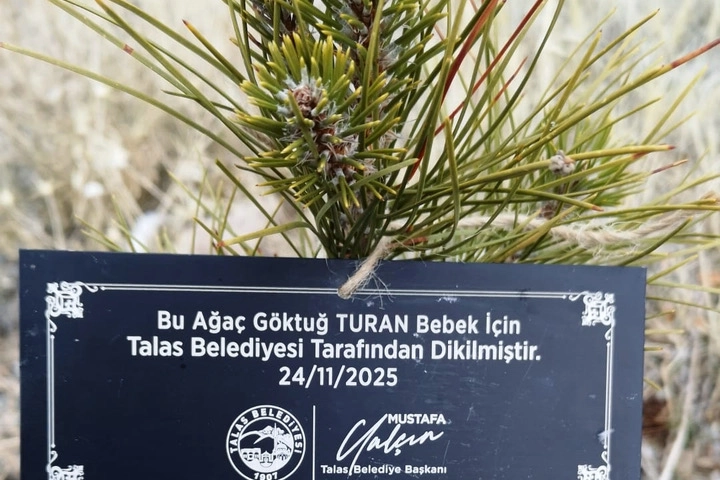 Bu Ağaç Göktuğ TURAN Bebek İçin
Talas Belediyesi Tarafından Dikilmiştir.
24/11/2025
TALAS BELEDİYESİ
1907
MUSTAFA
Yalçın
Talas Belediye Başkanı